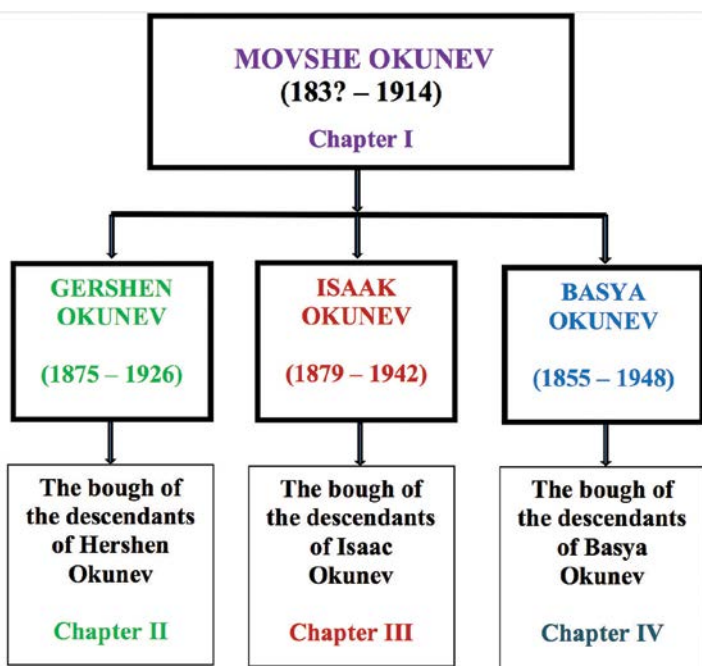 MOVSHE OKUNEV
(183? – 1914)
Chapter I
GERSHEN
OKUNEV
(1875 – 1926)
ISAAK
OKUNEV
(1879 – 1942)
BASYA
OKUNEV
(1855 – 1948)
The bough of
the descendants
of Hershen
Okunev
Chapter II
The bough of
the descendants
of Isaac
Okunev
Chapter III
The bough of
the descendants
of Basya
Okunev
Chapter IV